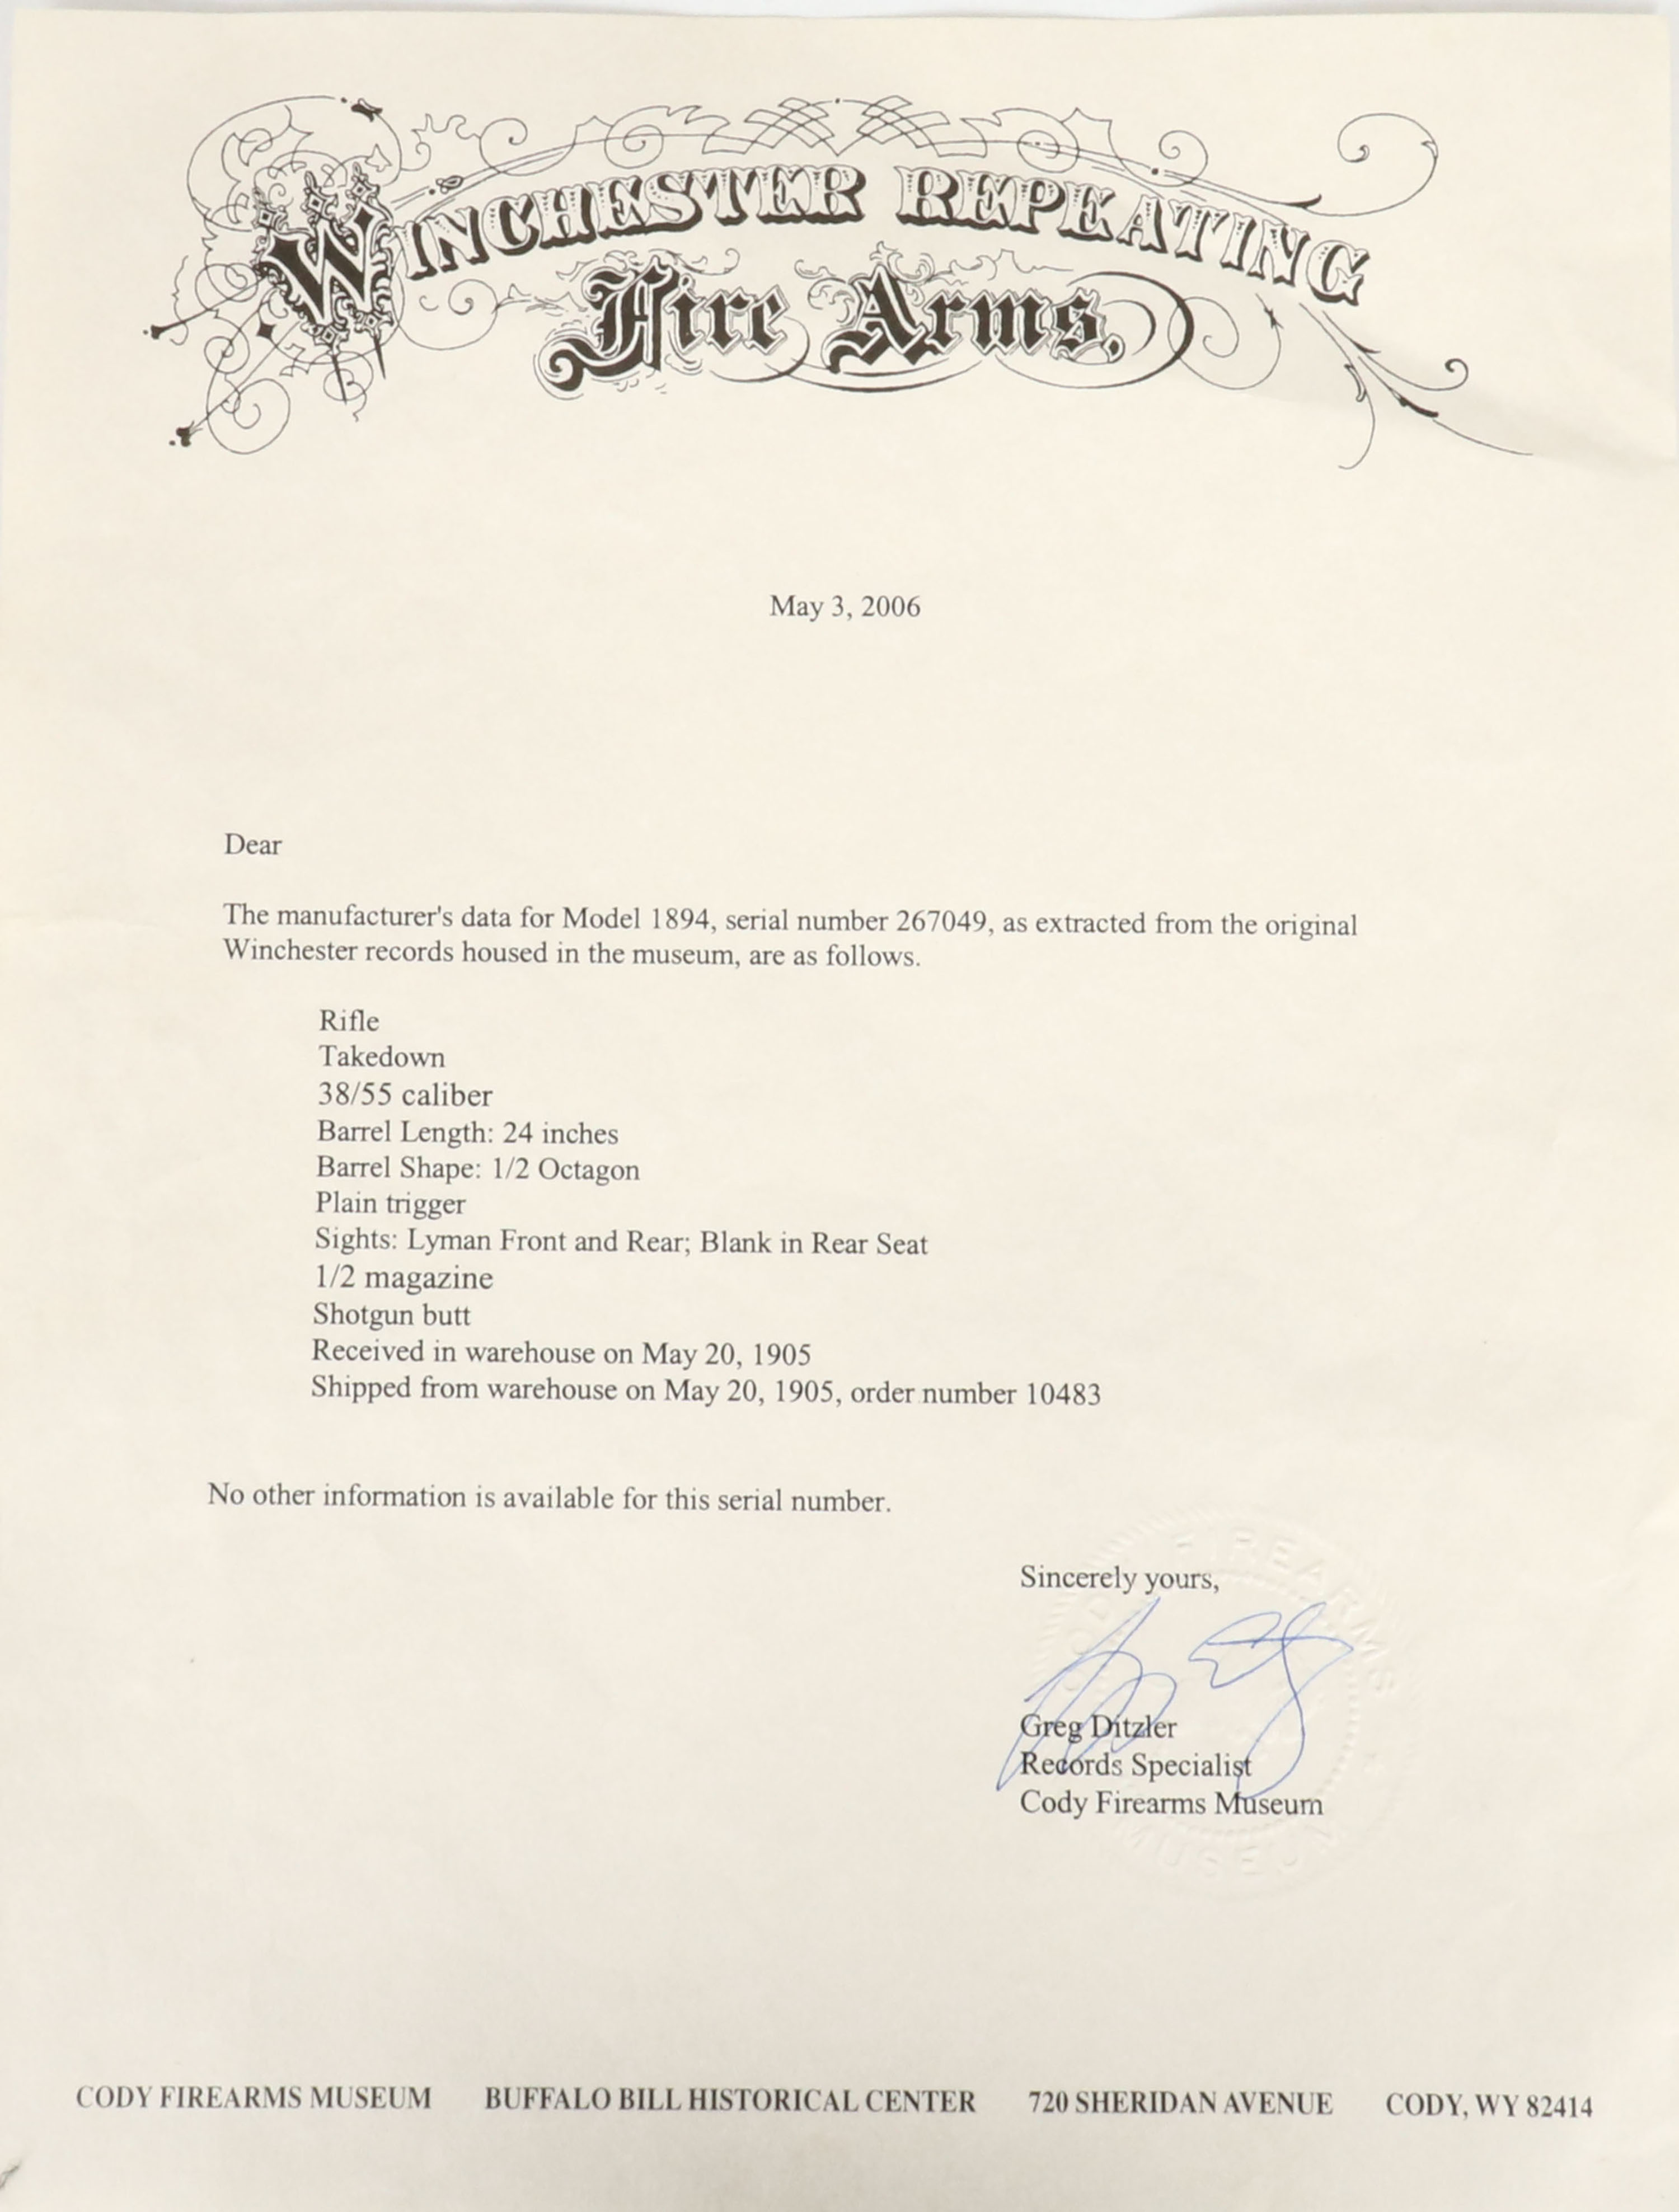 WINCHESTER REPEATING
Fire Arms,
May 3, 2006
Dear
The manufacturer's data for Model 1894, serial number 267049, as extracted from the original
Winchester records housed in the museum, are as follows.
Rifle
Takedown
38/55 caliber
Barrel Length: 24 inches
Barrel Shape: 1/2 Octagon
Plain trigger
Sights: Lyman Front and Rear; Blank in Rear Seat
1/2 magazine
Shotgun butt
Received in warehouse on May 20, 1905
Shipped from warehouse on May 20, 1905, order number 10483
No other information is available for this serial number.
Sincerely yours,
Greg Ditzler
Records Specialist
Cody Firearms Museum
CODY FIREARMS MUSEUM
CODY FIREARMS MUSEUM BUFFALO BILL HISTORICAL CENTER 720 SHERIDAN AVENUE CODY, WY 82414